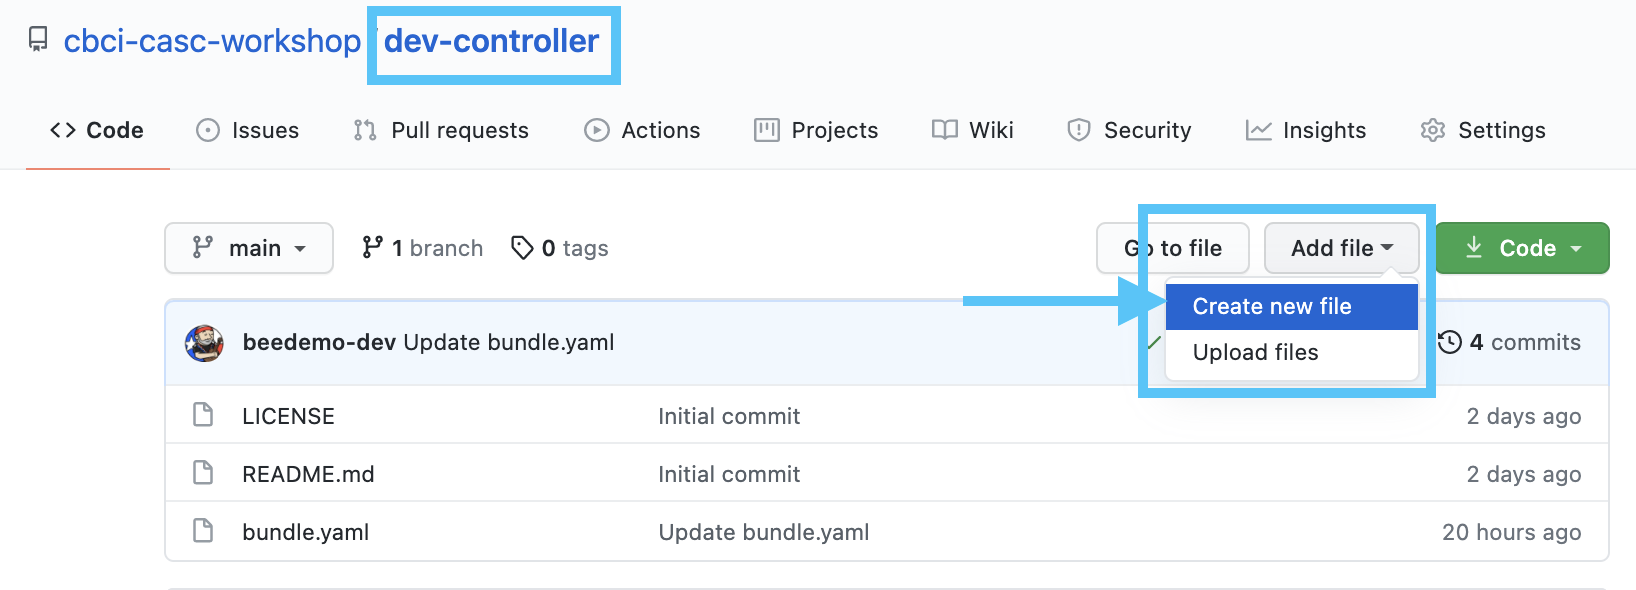 cbci-casc-workshop / dev-controller
Code Issues Pull requests Actions Projects Wiki Security Insights Settings
main 1 branch 0 tags Go to file Add file Code
Create new file
beedemo-dev Update bundle.yaml 4 commits
Upload files
LICENSE Initial commit 2 days ago
README.md Initial commit 2 days ago
bundle.yaml Update bundle.yaml 20 hours ago